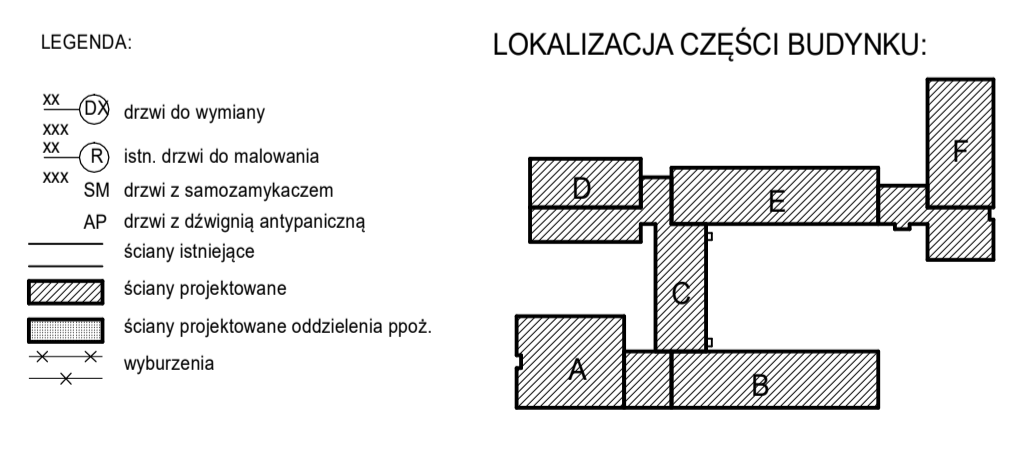 LEGENDA:
xx
DX
drzwi do wymiany
xxx
xx
R
istn. drzwi do malowania
xxx
SM
drzwi z samozamykaczem
AP
drzwi z dźwignią antypaniczną
ściany istniejące
ściany projektowane
ściany projektowane oddzielenia ppoż.
wyburzenia
LOKALIZACJA CZĘŚCI BUDYNKU:
F
D
E
C
A
B